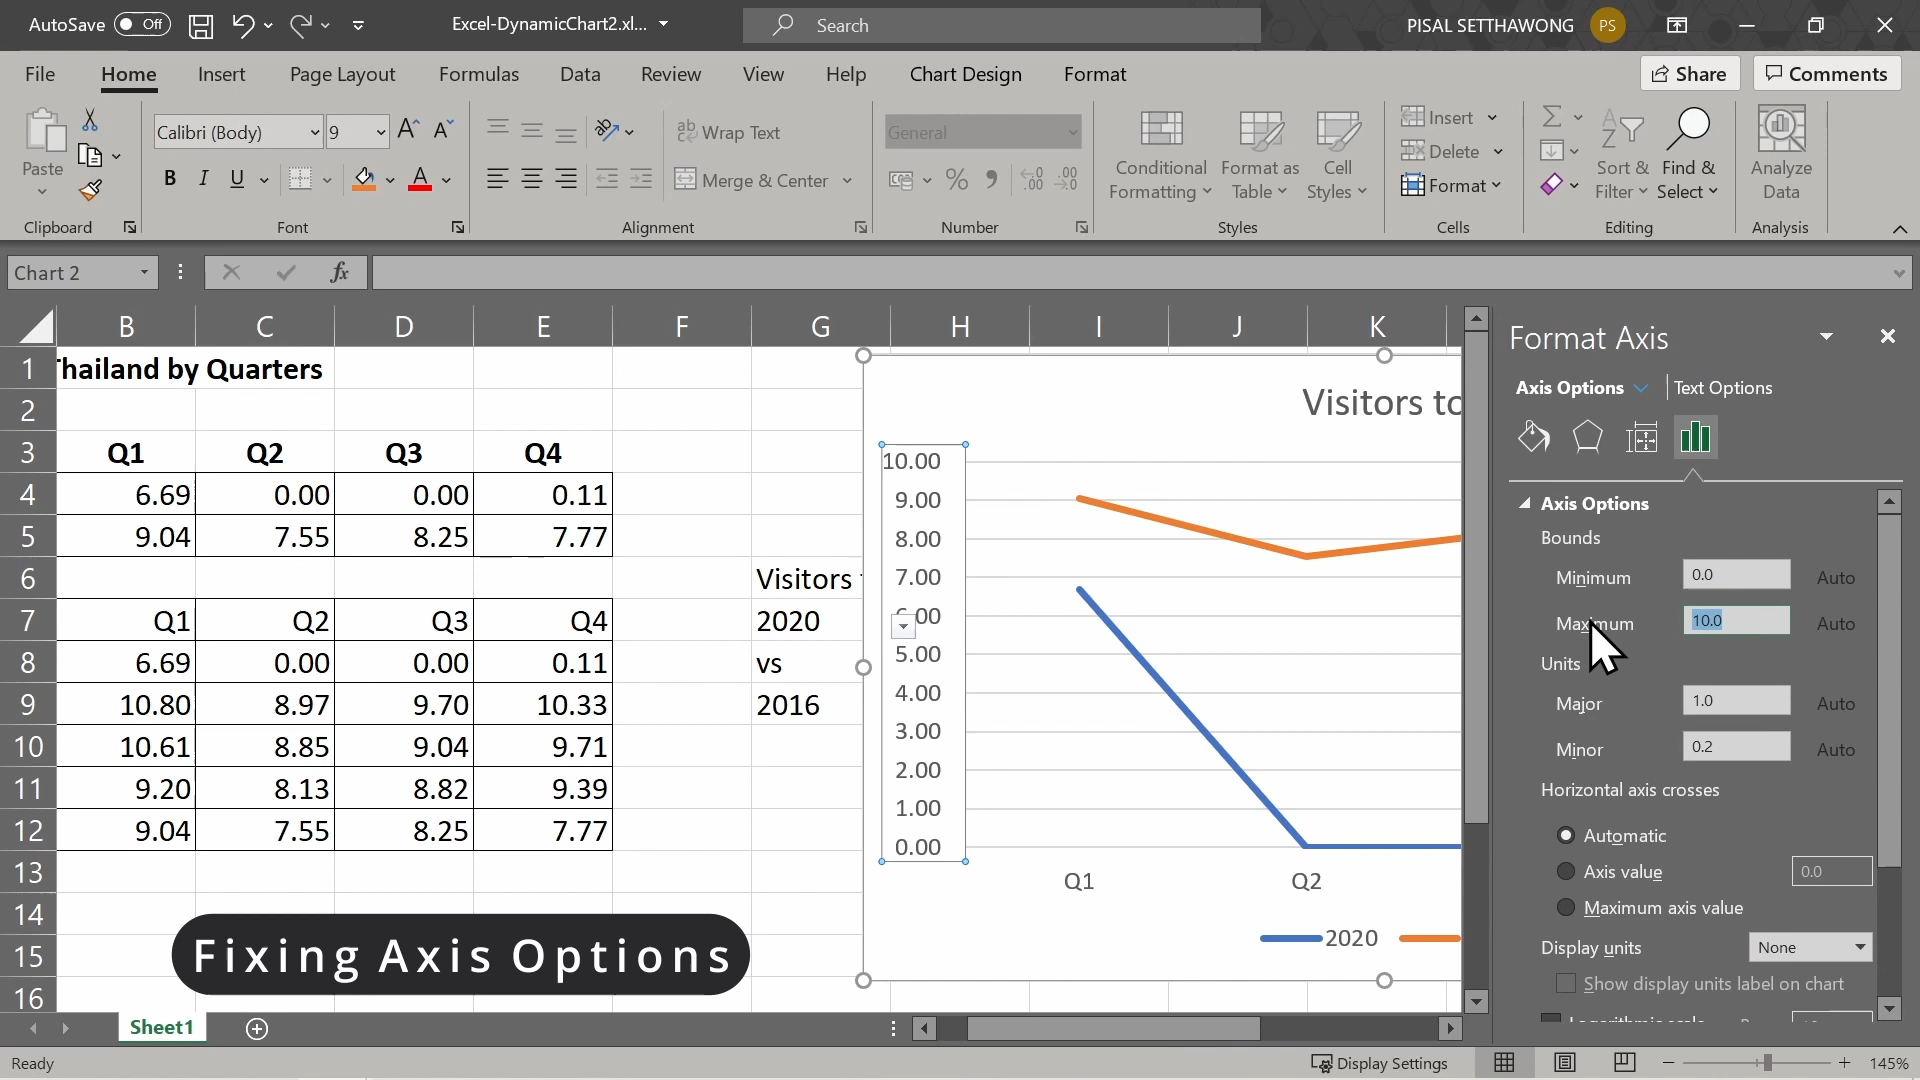 AutoSave Off Excel-DynamicChart2.xl... Search PISAL SETTHAWONG PS
File Home Insert Page Layout Formulas Data Review View Help Chart Design Format Share Comments
Paste
Clipboard
Calibri (Body) 9
B I U A
Font
Wrap Text
Merge & Center
Alignment
General
Number
Conditional Formatting
Format as Table
Cell Styles
Styles
Insert
Delete
Format
Cells
Sort & Filter
Find & Select
Editing
Analyze Data
Analysis
Chart 2 fx
B C D E F G H I J K
1 Thailand by Quarters
2
3 Q1 Q2 Q3 Q4
4 6.69 0.00 0.00 0.11
5 9.04 7.55 8.25 7.77
6 Visitors
7 Q1 Q2 Q3 Q4 2020
8 6.69 0.00 0.00 0.11 vs
9 10.80 8.97 9.70 10.33 2016
10 10.61 8.85 9.04 9.71
11 9.20 8.13 8.82 9.39
12 9.04 7.55 8.25 7.77
13
14
15
16
Visitors to
10.00
9.00
8.00
7.00
6.00
5.00
4.00
3.00
2.00
1.00
0.00
Q1 Q2
2020
Fixing Axis Options
Format Axis
Axis Options Text Options
Axis Options
Bounds
Minimum 0.0 Auto
Maximum 10.0 Auto
Units
Major 1.0 Auto
Minor 0.2 Auto
Horizontal axis crosses
Automatic
Axis value 0.0
Maximum axis value
Display units None
Show display units label on chart
Sheet1
Ready Display Settings 145%